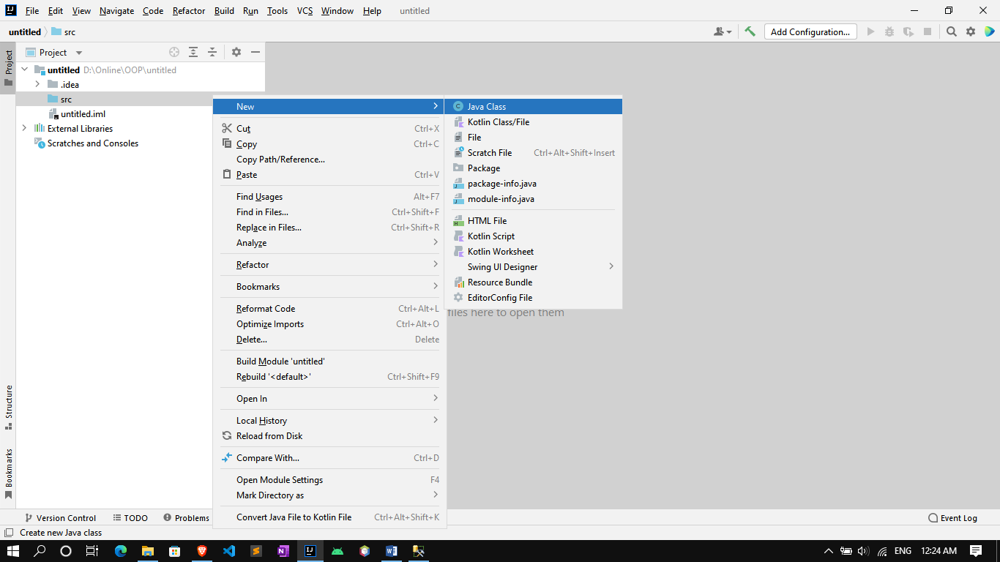 File Edit View Navigate Code Refactor Build Run Tools VCS Window Help untitled
untitled src Add Configuration...
Project
Project
untitled D:\Online\OOP\untitled
.idea
src
untitled.iml
External Libraries
Scratches and Consoles
New
Cut Ctrl+X
Copy Ctrl+C
Copy Path/Reference...
Paste Ctrl+V
Find Usages Alt+F7
Find in Files... Ctrl+Shift+F
Replace in Files... Ctrl+Shift+R
Analyze
Refactor
Bookmarks
Reformat Code Ctrl+Alt+L
Optimize Imports Ctrl+Alt+O
Delete... Delete
Build Module 'untitled'
Rebuild '<default>' Ctrl+Shift+F9
Open In
Local History
Reload from Disk
Compare With... Ctrl+D
Open Module Settings F4
Mark Directory as
Convert Java File to Kotlin File Ctrl+Alt+Shift+K
Java Class
Kotlin Class/File
File
Scratch File Ctrl+Alt+Shift+Insert
Package
package-info.java
module-info.java
HTML File
Kotlin Script
Kotlin Worksheet
Swing UI Designer
Resource Bundle
EditorConfig File
files here to open them
Structure
Bookmarks
Version Control TODO Problems Event Log
Create new Java class
ENG 12:24 AM